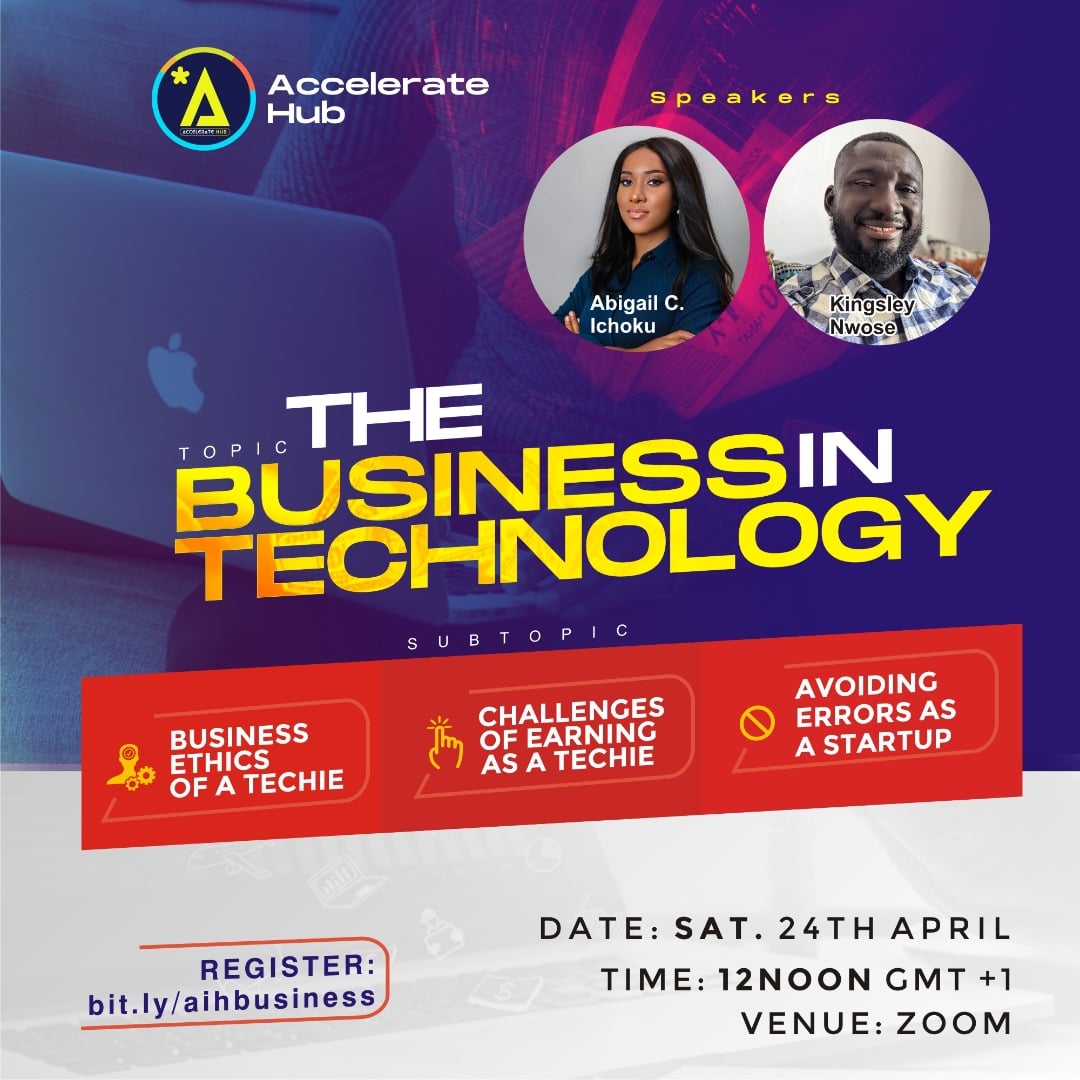 Accelerate
Hub
ACCELERATE HUB
Speakers
Abigail C.
Ichoku
Kingsley
Nwose
TOPIC
THE
BUSINESS IN
TECHNOLOGY
SUBTOPIC
BUSINESS
ETHICS
OF A TECHIE
CHALLENGES
OF EARNING
AS A TECHIE
AVOIDING
ERRORS AS
A STARTUP
REGISTER:
bit.ly/aihbusiness
DATE: SAT. 24TH APRIL
TIME: 12NOON GMT +1
VENUE: ZOOM